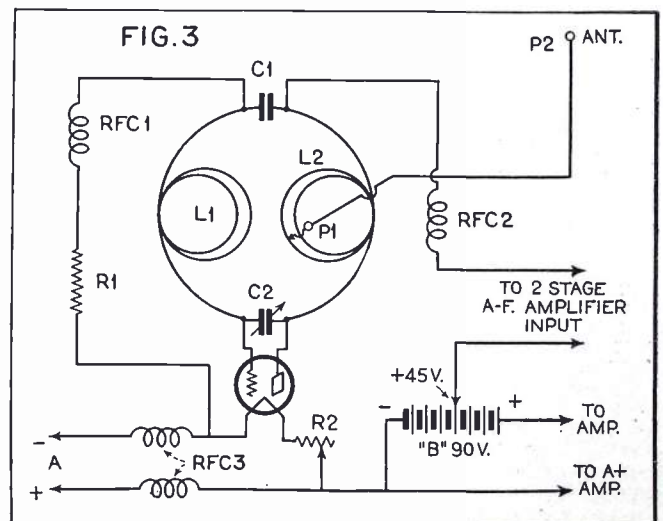 FIG.3
C1
P2
ANT.
RFC1
L2
L1
P1
RFC2
R1
TO 2 STAGE
A-F. AMPLIFIER
INPUT
C2
+45V.
R2
-
+
TO
AMP.
"B" 90V.
-
A
RFC3
+
TO A+
AMP.